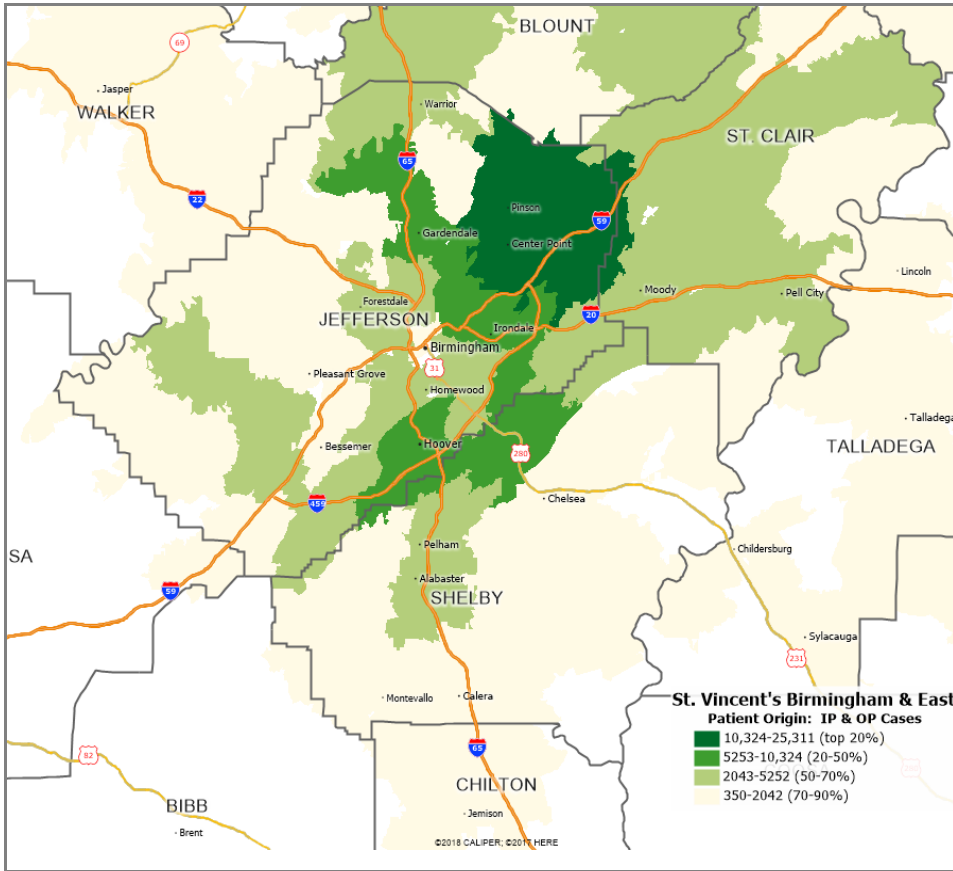 BLOUNT
69
Jasper
WALKER
Warrior
ST. CLAIR
65
22
Pinson
59
Gardendale
Center Point
Lincoln
Moody
Pell City
Forestdale
JEFFERSON
20
Irondale
Birmingham
31
Pleasant Grove
Homewood
Talladega
Hoover
TALLADEGA
Bessemer
280
459
Chelsea
Pelham
Childersburg
SA
Alabaster
59
SHELBY
Sylacauga
231
Montevallo
Calera
St. Vincent's Birmingham & East
Patient Origin: IP & OP Cases
10,324-25,311 (top 20%)
5253-10,324 (20-50%)
2043-5252 (50-70%)
350-2042 (70-90%)
65
82
CHILTON
BIBB
Jemison
Brent
©2018 CALIPER; ©2017 HERE